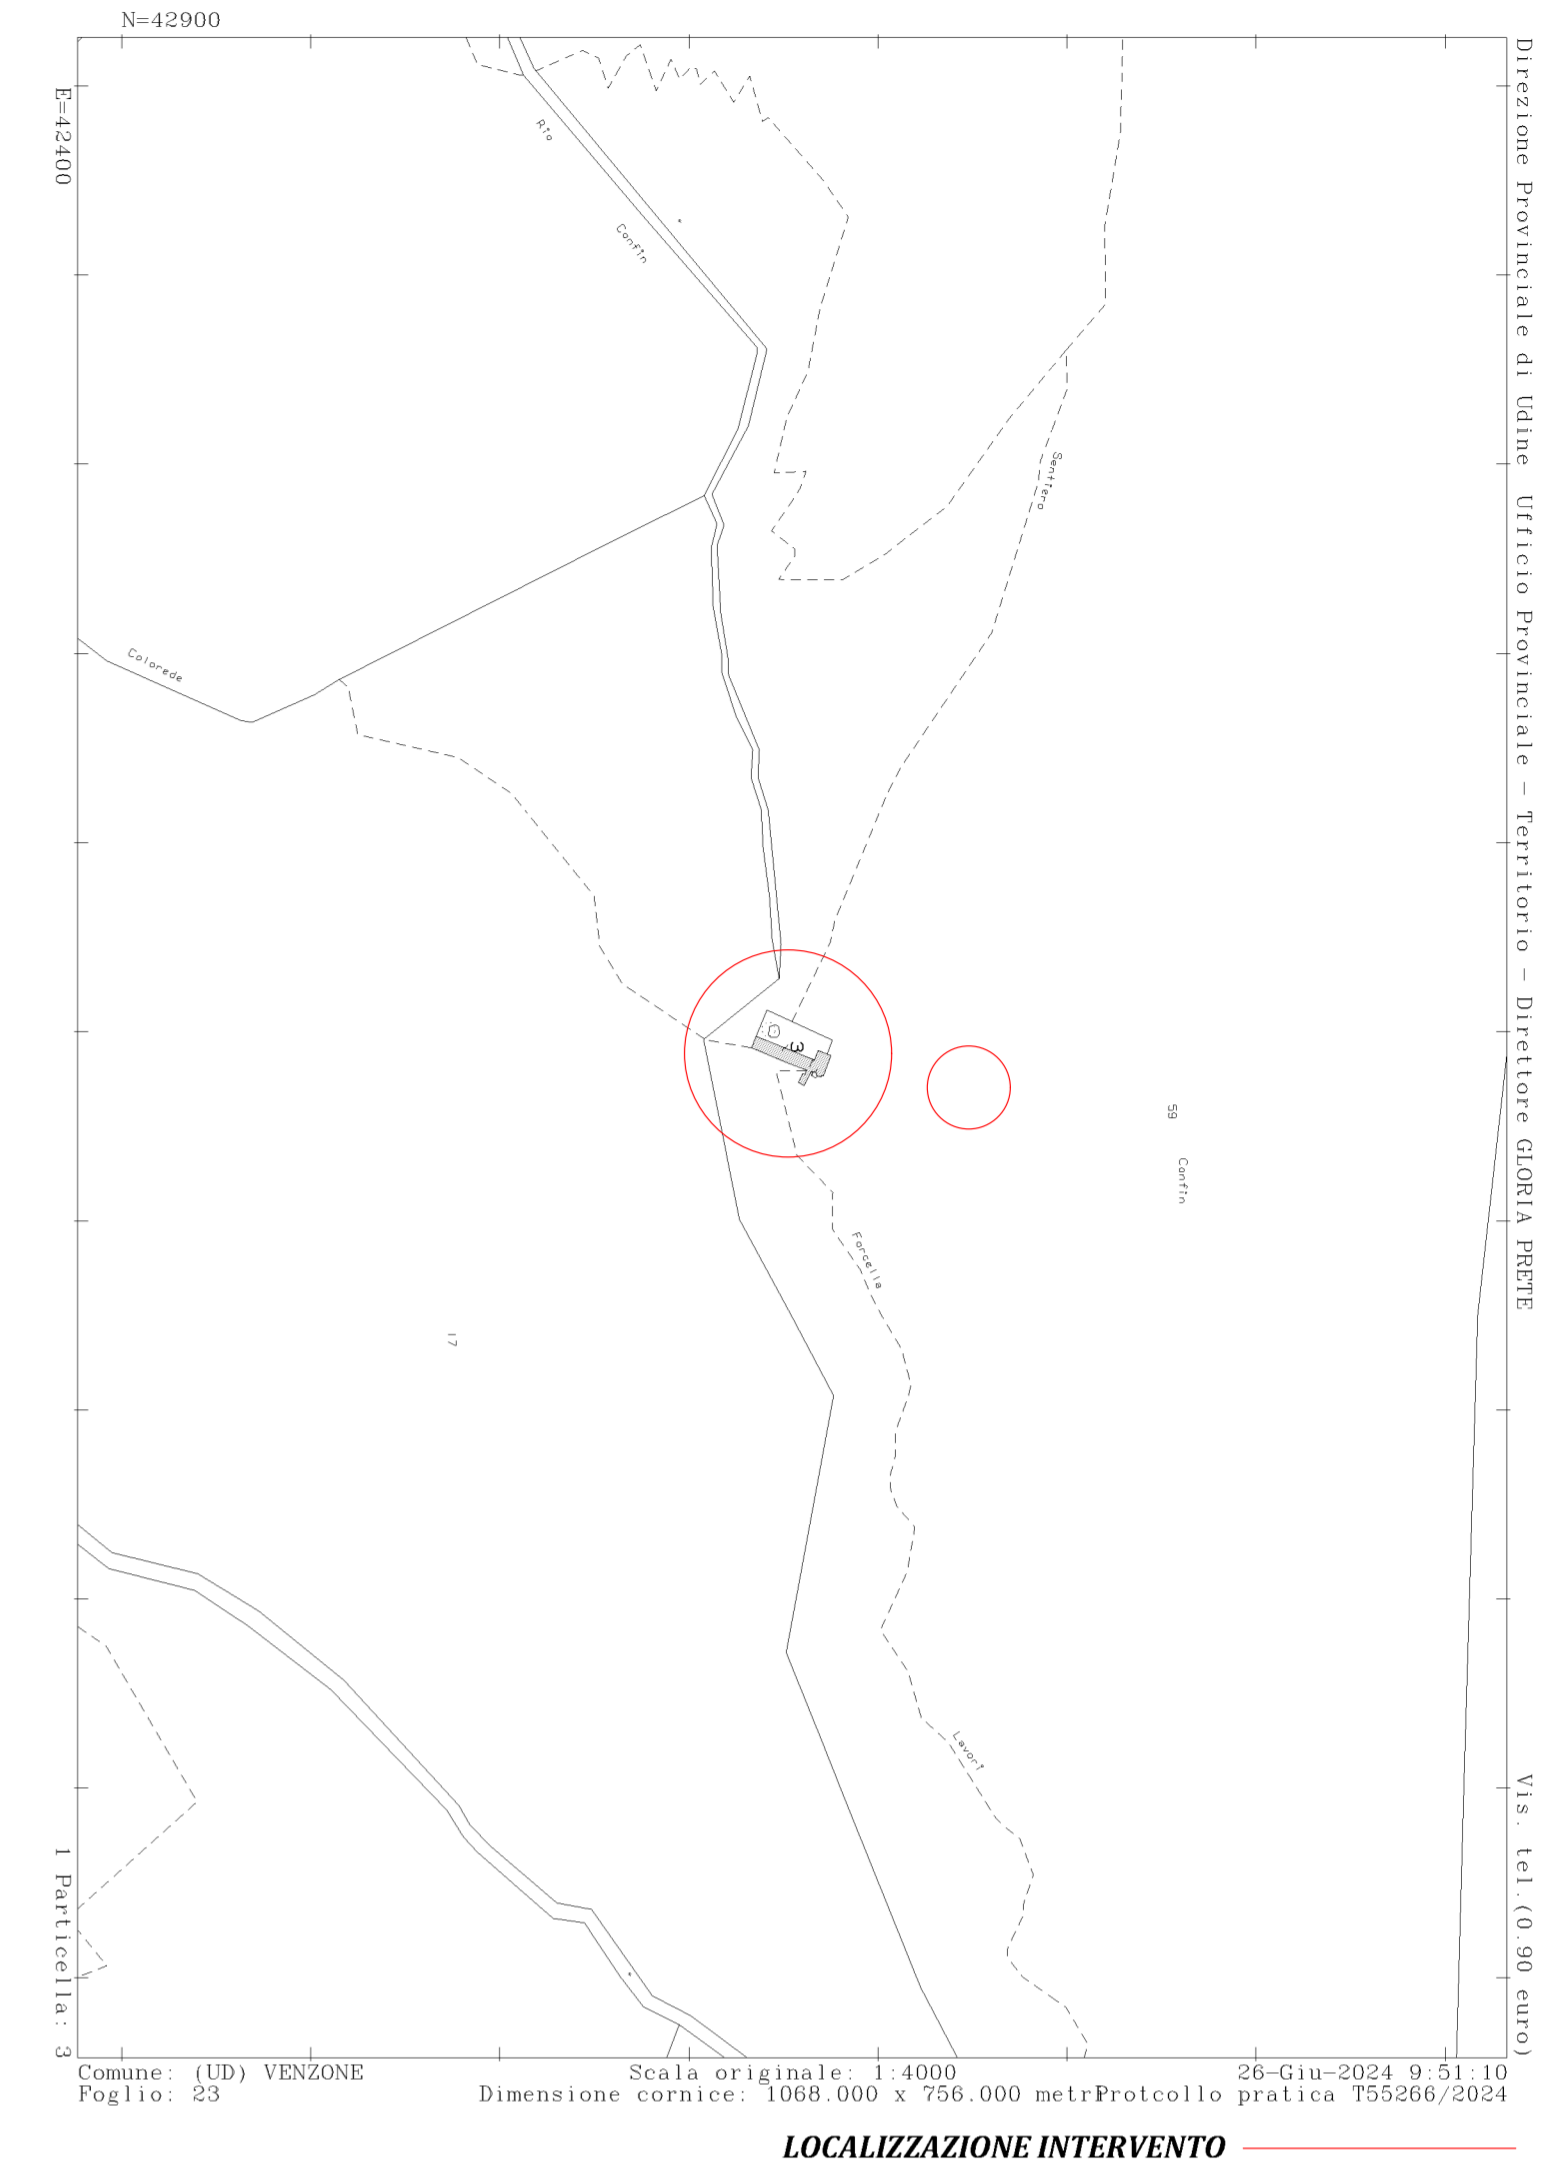 N=42900
E=42400
Direzione Provinciale di Udine Ufficio Provinciale - Territorio - Direttore GLORIA PRETE
Vis. tel.(0.90 euro)
Rio
Confin
Sentiero
Colorede
3
59
Confin
Forcella
17
Lavori
1 Particella: 3
Comune: (UD) VENZONE
Scala originale: 1:4000
26-Giu-2024 9:51:10
Foglio: 23
Dimensione cornice: 1068.000 x 756.000 metri
Protcollo pratica T55266/2024
LOCALIZZAZIONE INTERVENTO